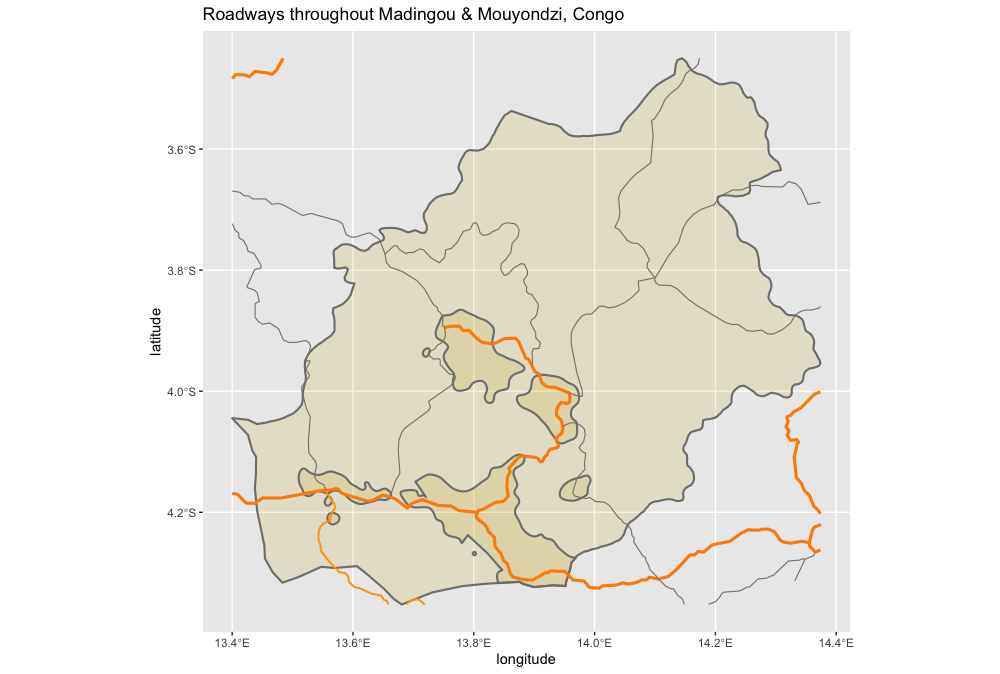 Roadways throughout Madingou & Mouyondzi, Congo
3.6°S
3.8°S
4.0°S
4.2°S
latitude
13.4°E 13.6°E 13.8°E 14.0°E 14.2°E 14.4°E
longitude